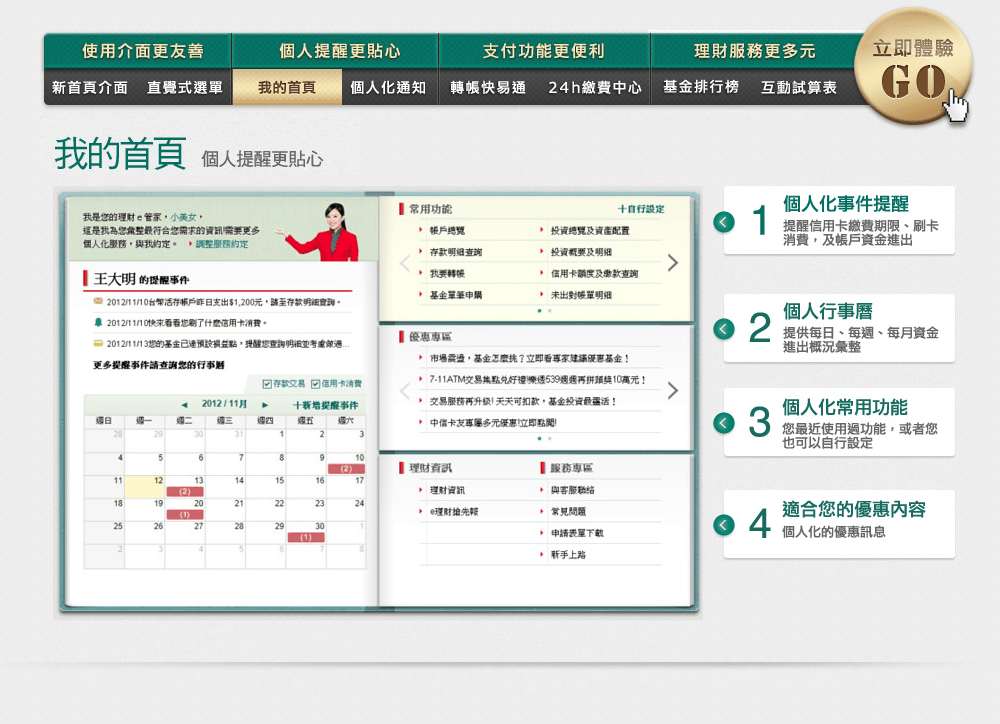 使用介面更友善 個人提醒更貼心 支付功能更便利 理財服務更多元
立即體驗
GO
新首頁介面 直覺式選單 我的首頁 個人化通知 轉帳快易通 24h繳費中心 基金排行榜 互動試算表
我的首頁 個人提醒更貼心
我是您的理財e管家，小美女，
這是我為您彙整最符合您需求的資訊!需要更多
個人化服務，與我約定。 調整服務約定
王大明 的提醒事件
2012/11/10台幣活存帳戶昨日支出$1,200元，請至存款明細查詢。
2012/11/10快來看看您刷了什麼信用卡消費。
2012/11/13您的基金已達預設損益點，提醒您查詢明細並考慮做適...
更多提醒事件請查詢您的行事曆
存款交易 信用卡消費
2012 / 11月 十新增提醒事件
週日 週一 週二 週三 週四 週五 週六
28 29 30 31 1 2 3
4 5 6 7 8 9 10
(2)
11 12 13 14 15 16 17
(2)
18 19 20 21 22 23 24
(1)
25 26 27 28 29 30 1
(1)
2 3 4 5 6 7 8
常用功能 十自行設定
帳戶總覽 投資總覽及資產配置
存款明細查詢 投資概要及明細
我要轉帳 信用卡額度及繳款查詢
基金單筆申購 未出對帳單明細
優惠專區
市場震盪，基金怎麼挑？立即看專家建議優惠基金！
7-11ATM交易集點兌好禮!樂透539週週再拼頭獎10萬元！
交易服務再升級! 天天可扣款，基金投資最靈活！
中信卡友專屬多元優惠!立即點閱!
理財資訊 服務專區
理財資訊 與客服聯絡
e理財搶先報 常見問題
申請表單下載
新手上路
1 個人化事件提醒
提醒信用卡繳費期限、刷卡
消費，及帳戶資金進出
2 個人行事曆
提供每日、每週、每月資金
進出概況彙整
3 個人化常用功能
您最近使用過功能，或者您
也可以自行設定
4 適合您的優惠內容
個人化的優惠訊息